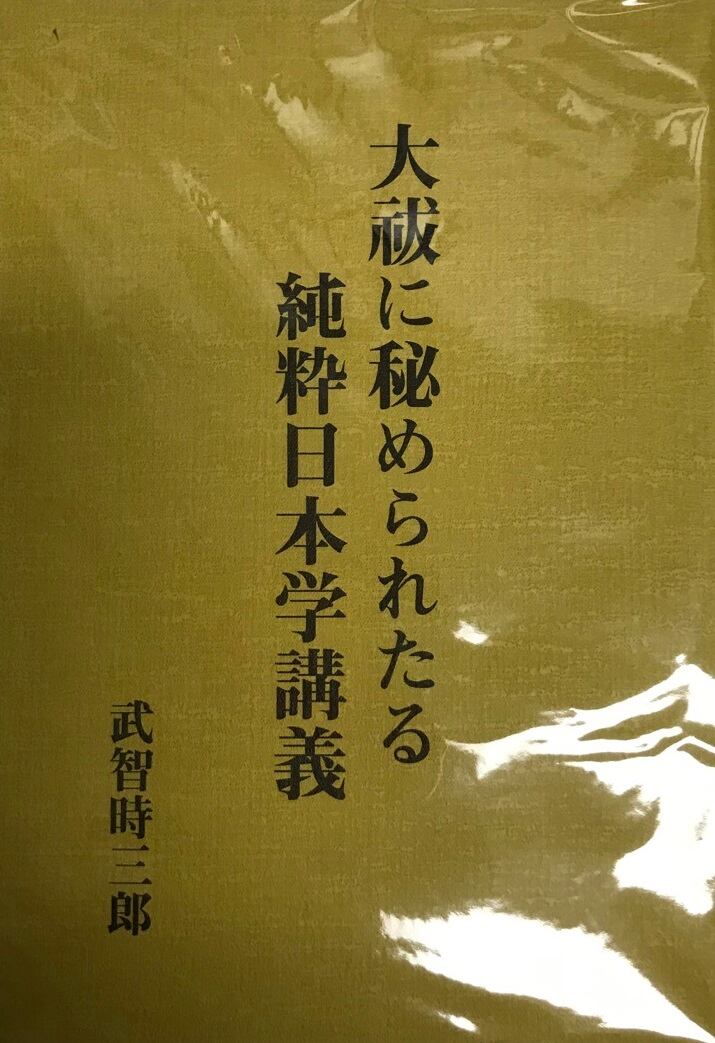 大祓に秘められたる
純粋日本学講義
武智時三郎